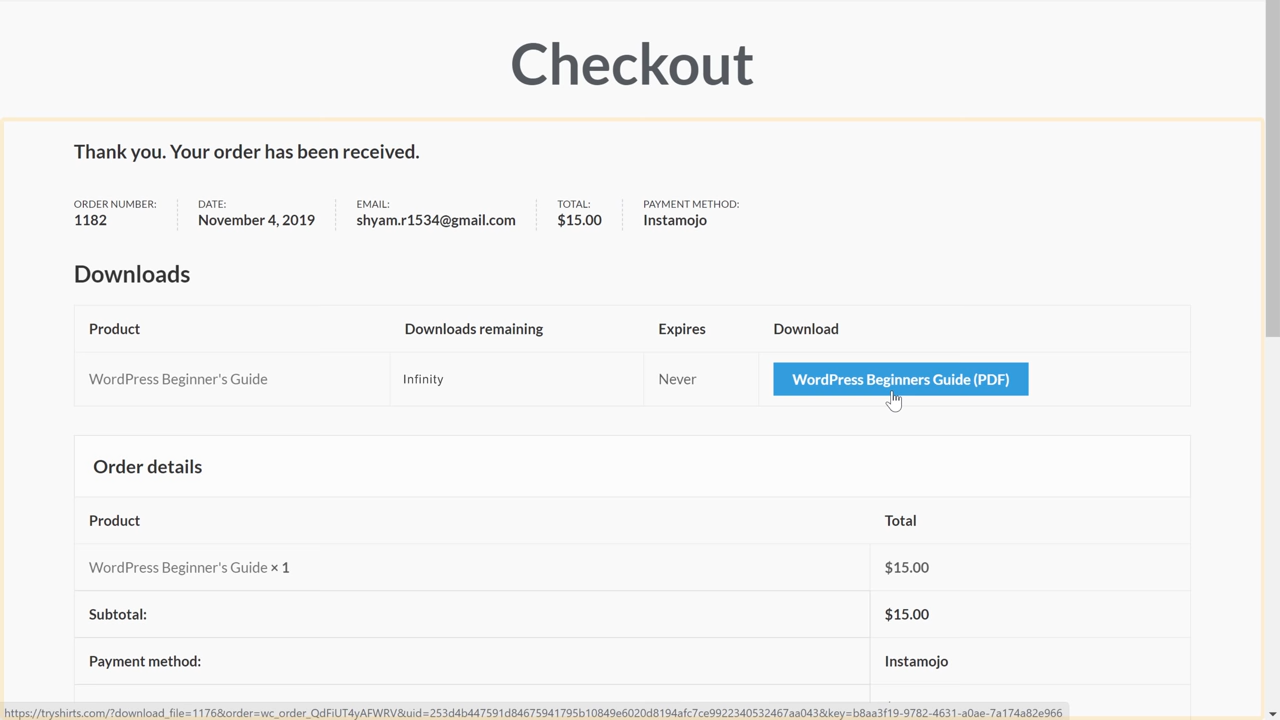 Checkout
Thank you. Your order has been received.
ORDER NUMBER: DATE: EMAIL: TOTAL: PAYMENT METHOD:
1182 November 4, 2019 shyam.r1534@gmail.com $15.00 Instamojo
Downloads
Product Downloads remaining Expires Download
WordPress Beginner's Guide Infinity Never WordPress Beginners Guide (PDF)
Order details
Product Total
WordPress Beginner's Guide × 1 $15.00
Subtotal: $15.00
Payment method: Instamojo
https://tryshirts.com/?download_file=1176&order=wc_order_QdFiUT4yAFWRV&uid=253d4b447591d84675941795b10849e6020d8194afc7ce9922340532467aa043&key=b8aa3f19-9782-4631-a0ae-7a174a82e966